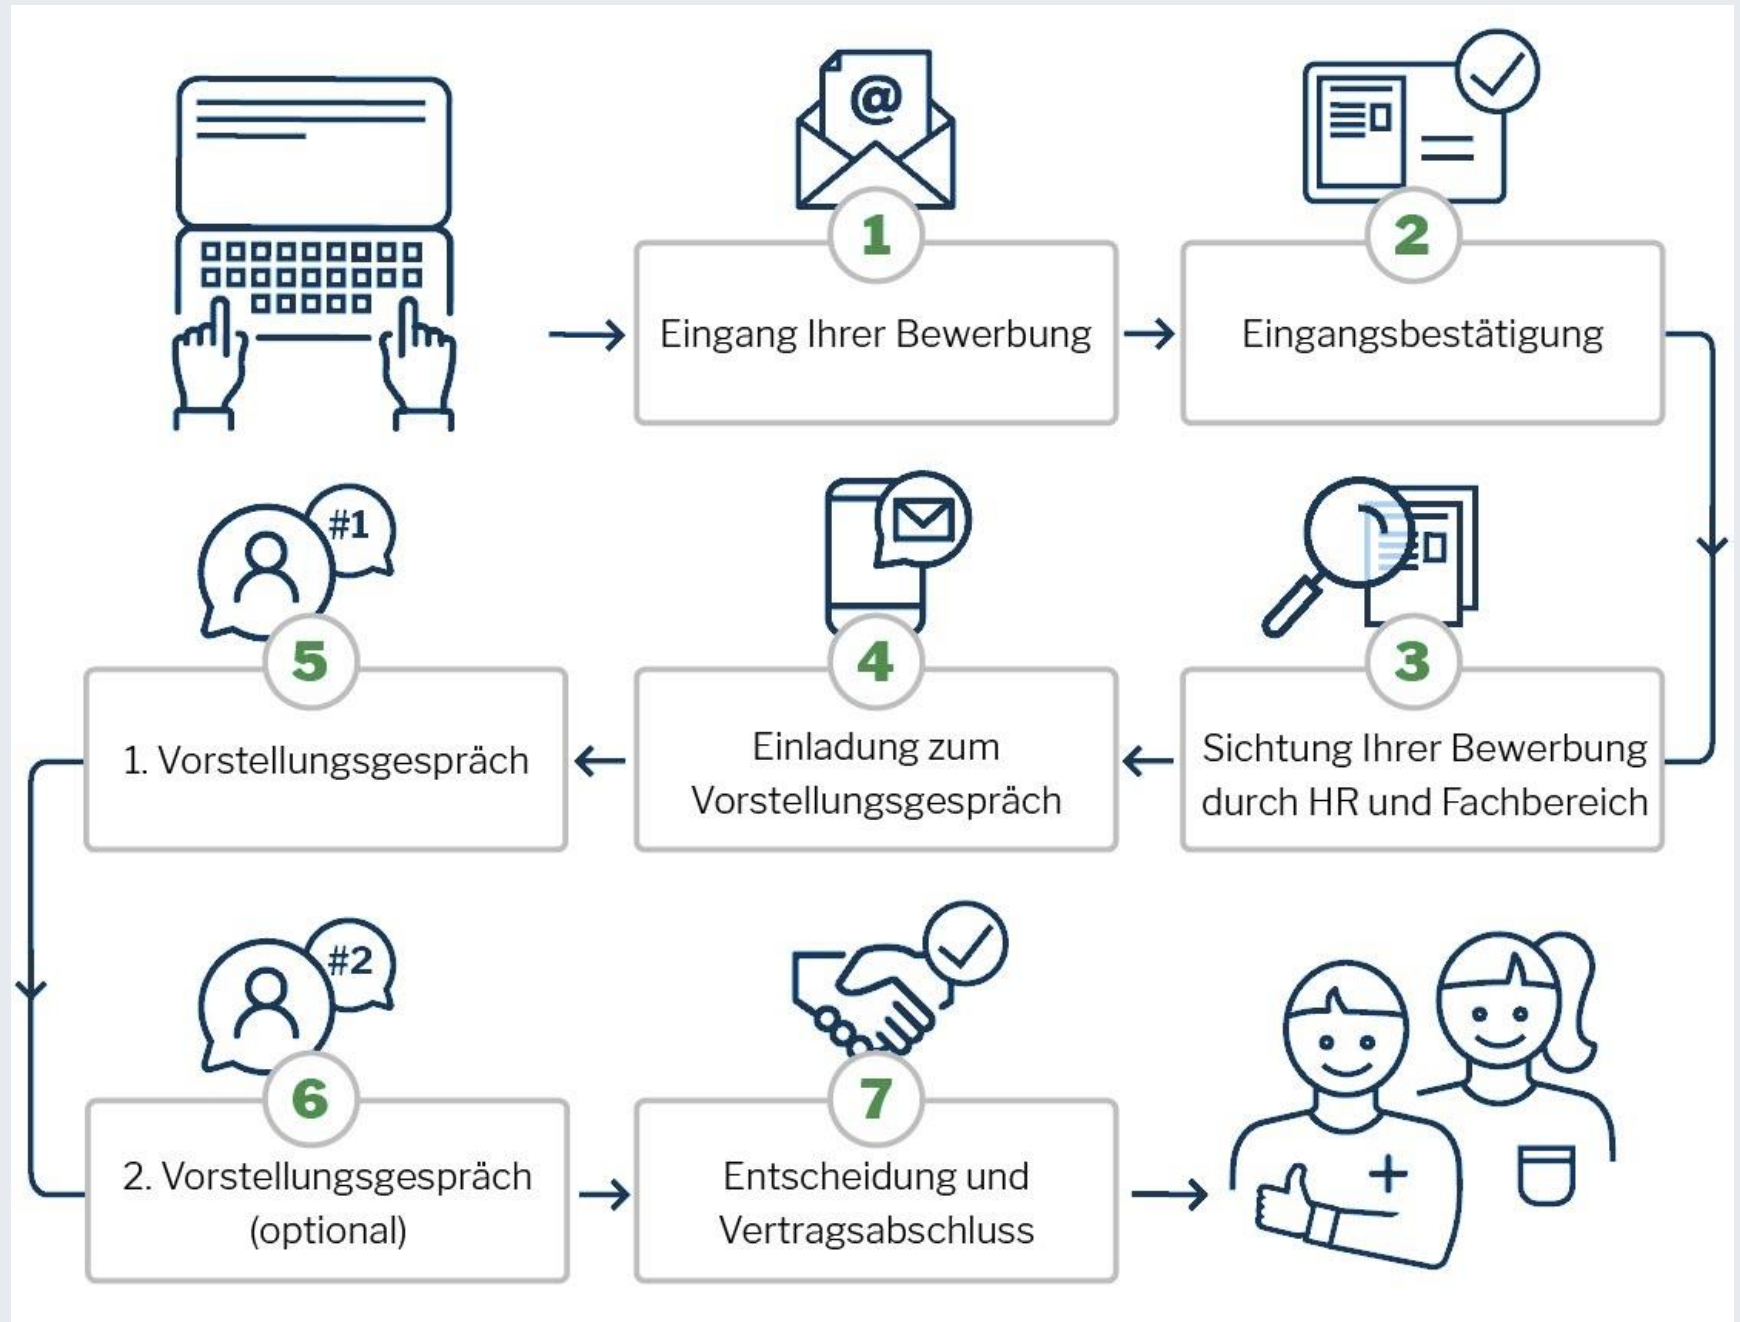 @
1
Eingang Ihrer Bewerbung
2
Eingangsbestätigung
3
Sichtung Ihrer Bewerbung
durch HR und Fachbereich
4
Einladung zum
Vorstellungsgespräch
#1
5
1. Vorstellungsgespräch
#2
6
2. Vorstellungsgespräch
(optional)
7
Entscheidung und
Vertragsabschluss